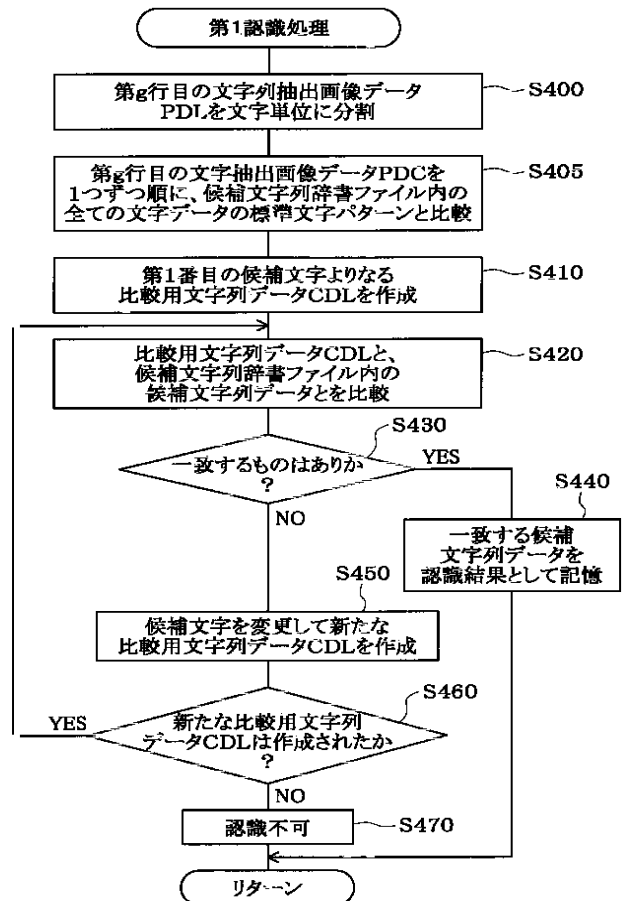 第1認識処理
第g行目の文字列抽出画像データ
PDLを文字単位に分割
S400
第g行目の文字抽出画像データPDCを
1つずつ順に、候補文字列辞書ファイル内の
全ての文字データの標準文字パターンと比較
S405
第1番目の候補文字よりなる
比較用文字列データCDLを作成
S410
比較用文字列データCDLと、
候補文字列辞書ファイル内の
候補文字列データとを比較
S420
S430
一致するものはありか
?
YES
NO
S440
一致する候補
文字列データを
認識結果として記憶
S450
候補文字を変更して新たな
比較用文字列データCDLを作成
S460
新たな比較用文字列
データCDLは作成されたか
?
YES
NO
認識不可
S470
リターン